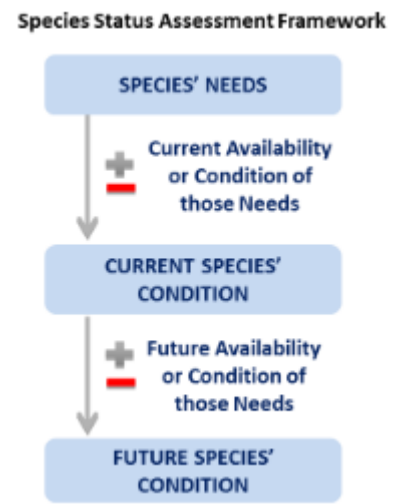 Species Status Assessment Framework
SPECIES' NEEDS
Current Availability
or Condition of
those Needs
CURRENT SPECIES'
CONDITION
Future Availability
or Condition of
those Needs
FUTURE SPECIES'
CONDITION